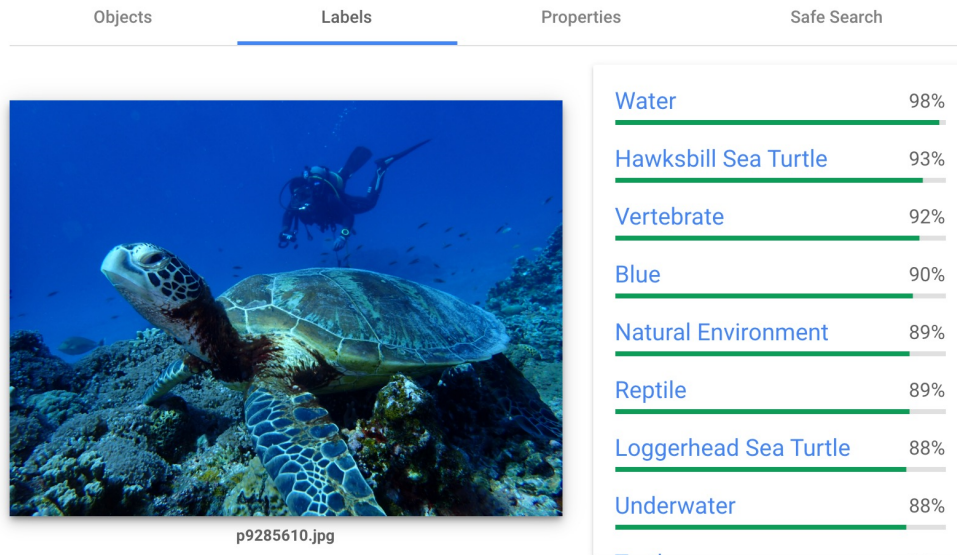 Objects Labels Properties Safe Search
Water 98%
Hawksbill Sea Turtle 93%
Vertebrate 92%
Blue 90%
Natural Environment 89%
Reptile 89%
Loggerhead Sea Turtle 88%
Underwater 88%
p9285610.jpg